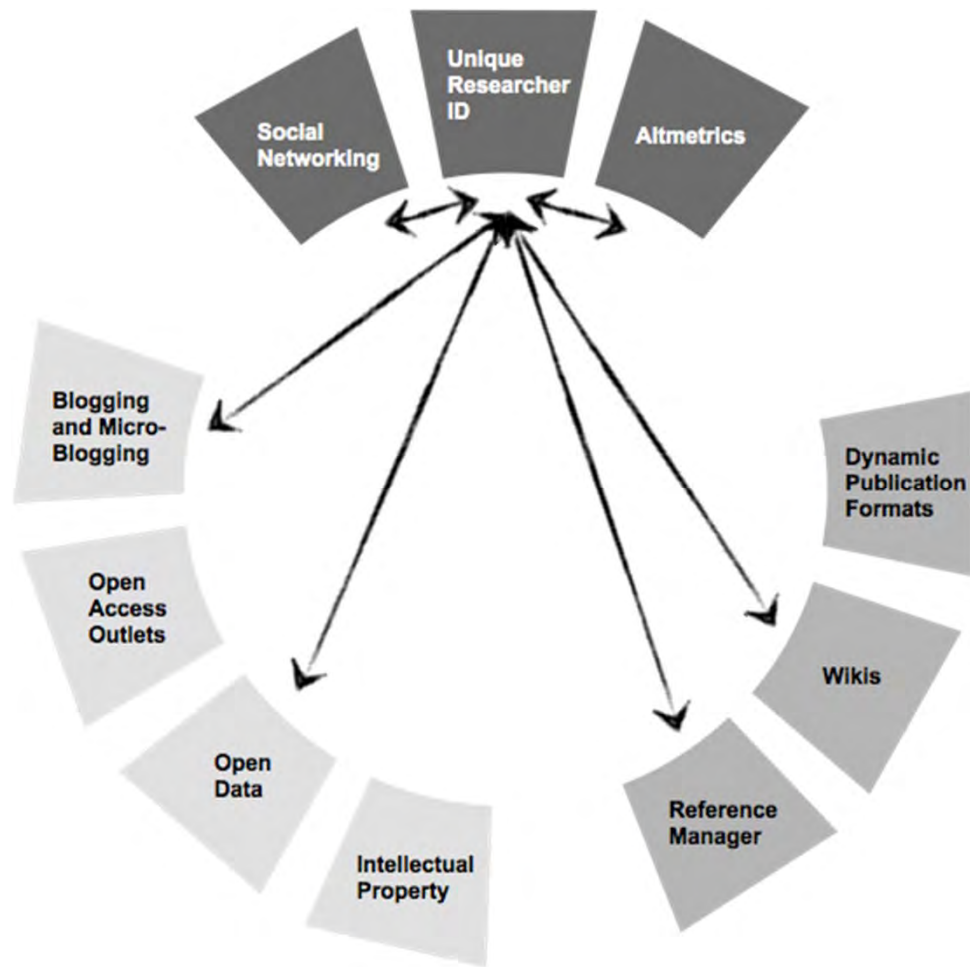 Unique
Researcher
ID
Social
Networking
Altmetrics
Blogging
and Micro-
Blogging
Dynamic
Publication
Formats
Open
Access
Outlets
Wikis
Open
Data
Reference
Manager
Intellectual
Property